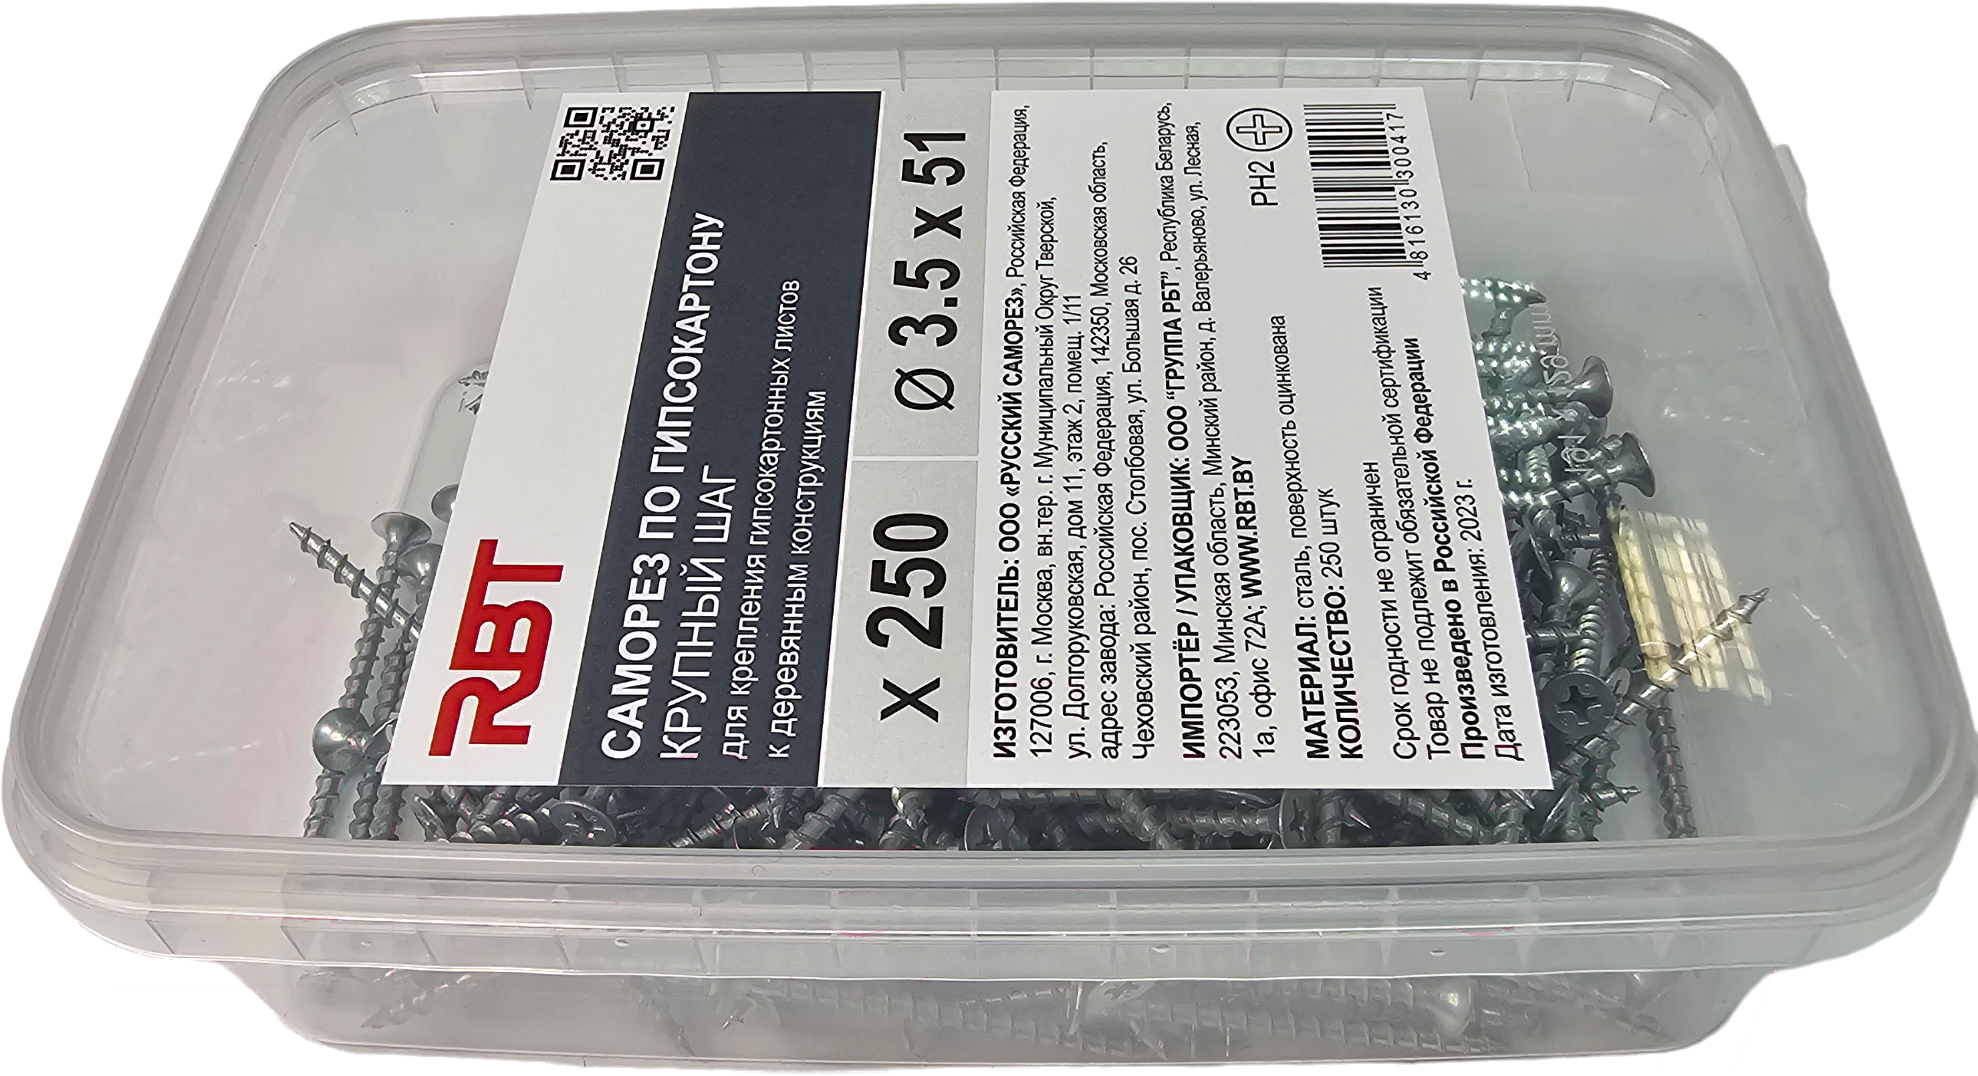 RBT
САМОРЕЗ ПО ГИПСОКАРТОНУ
КРУПНЫЙ ШАГ
для крепления гипсокартонных листов
к деревянным конструкциям
x 250 Ø 3.5 x 51
ИЗГОТОВИТЕЛЬ: ООО «РУССКИЙ САМОРЕЗ», Российская Федерация,
127006, г. Москва, вн.тер. г. Муниципальный Округ Тверской,
ул. Долгоруковская, дом 11, этаж 2, помещ. 1/11
адрес завода: Российская Федерация, 142350, Московская область,
Чеховский район, пос. Столбовая, ул. Большая д. 26
ИМПОРТЁР / УПАКОВЩИК: ООО "ГРУППА РБТ", Республика Беларусь,
223053, Минская область, Минский район, д. Валерьяново, ул. Лесная,
1а, офис 72А; WWW.RBT.BY
PH2
МАТЕРИАЛ: сталь, поверхность оцинкована
КОЛИЧЕСТВО: 250 штук
Срок годности не ограничен
Товар не подлежит обязательной сертификации
Произведено в Российской Федерации
Дата изготовления: 2023 г.
4 816130 300417